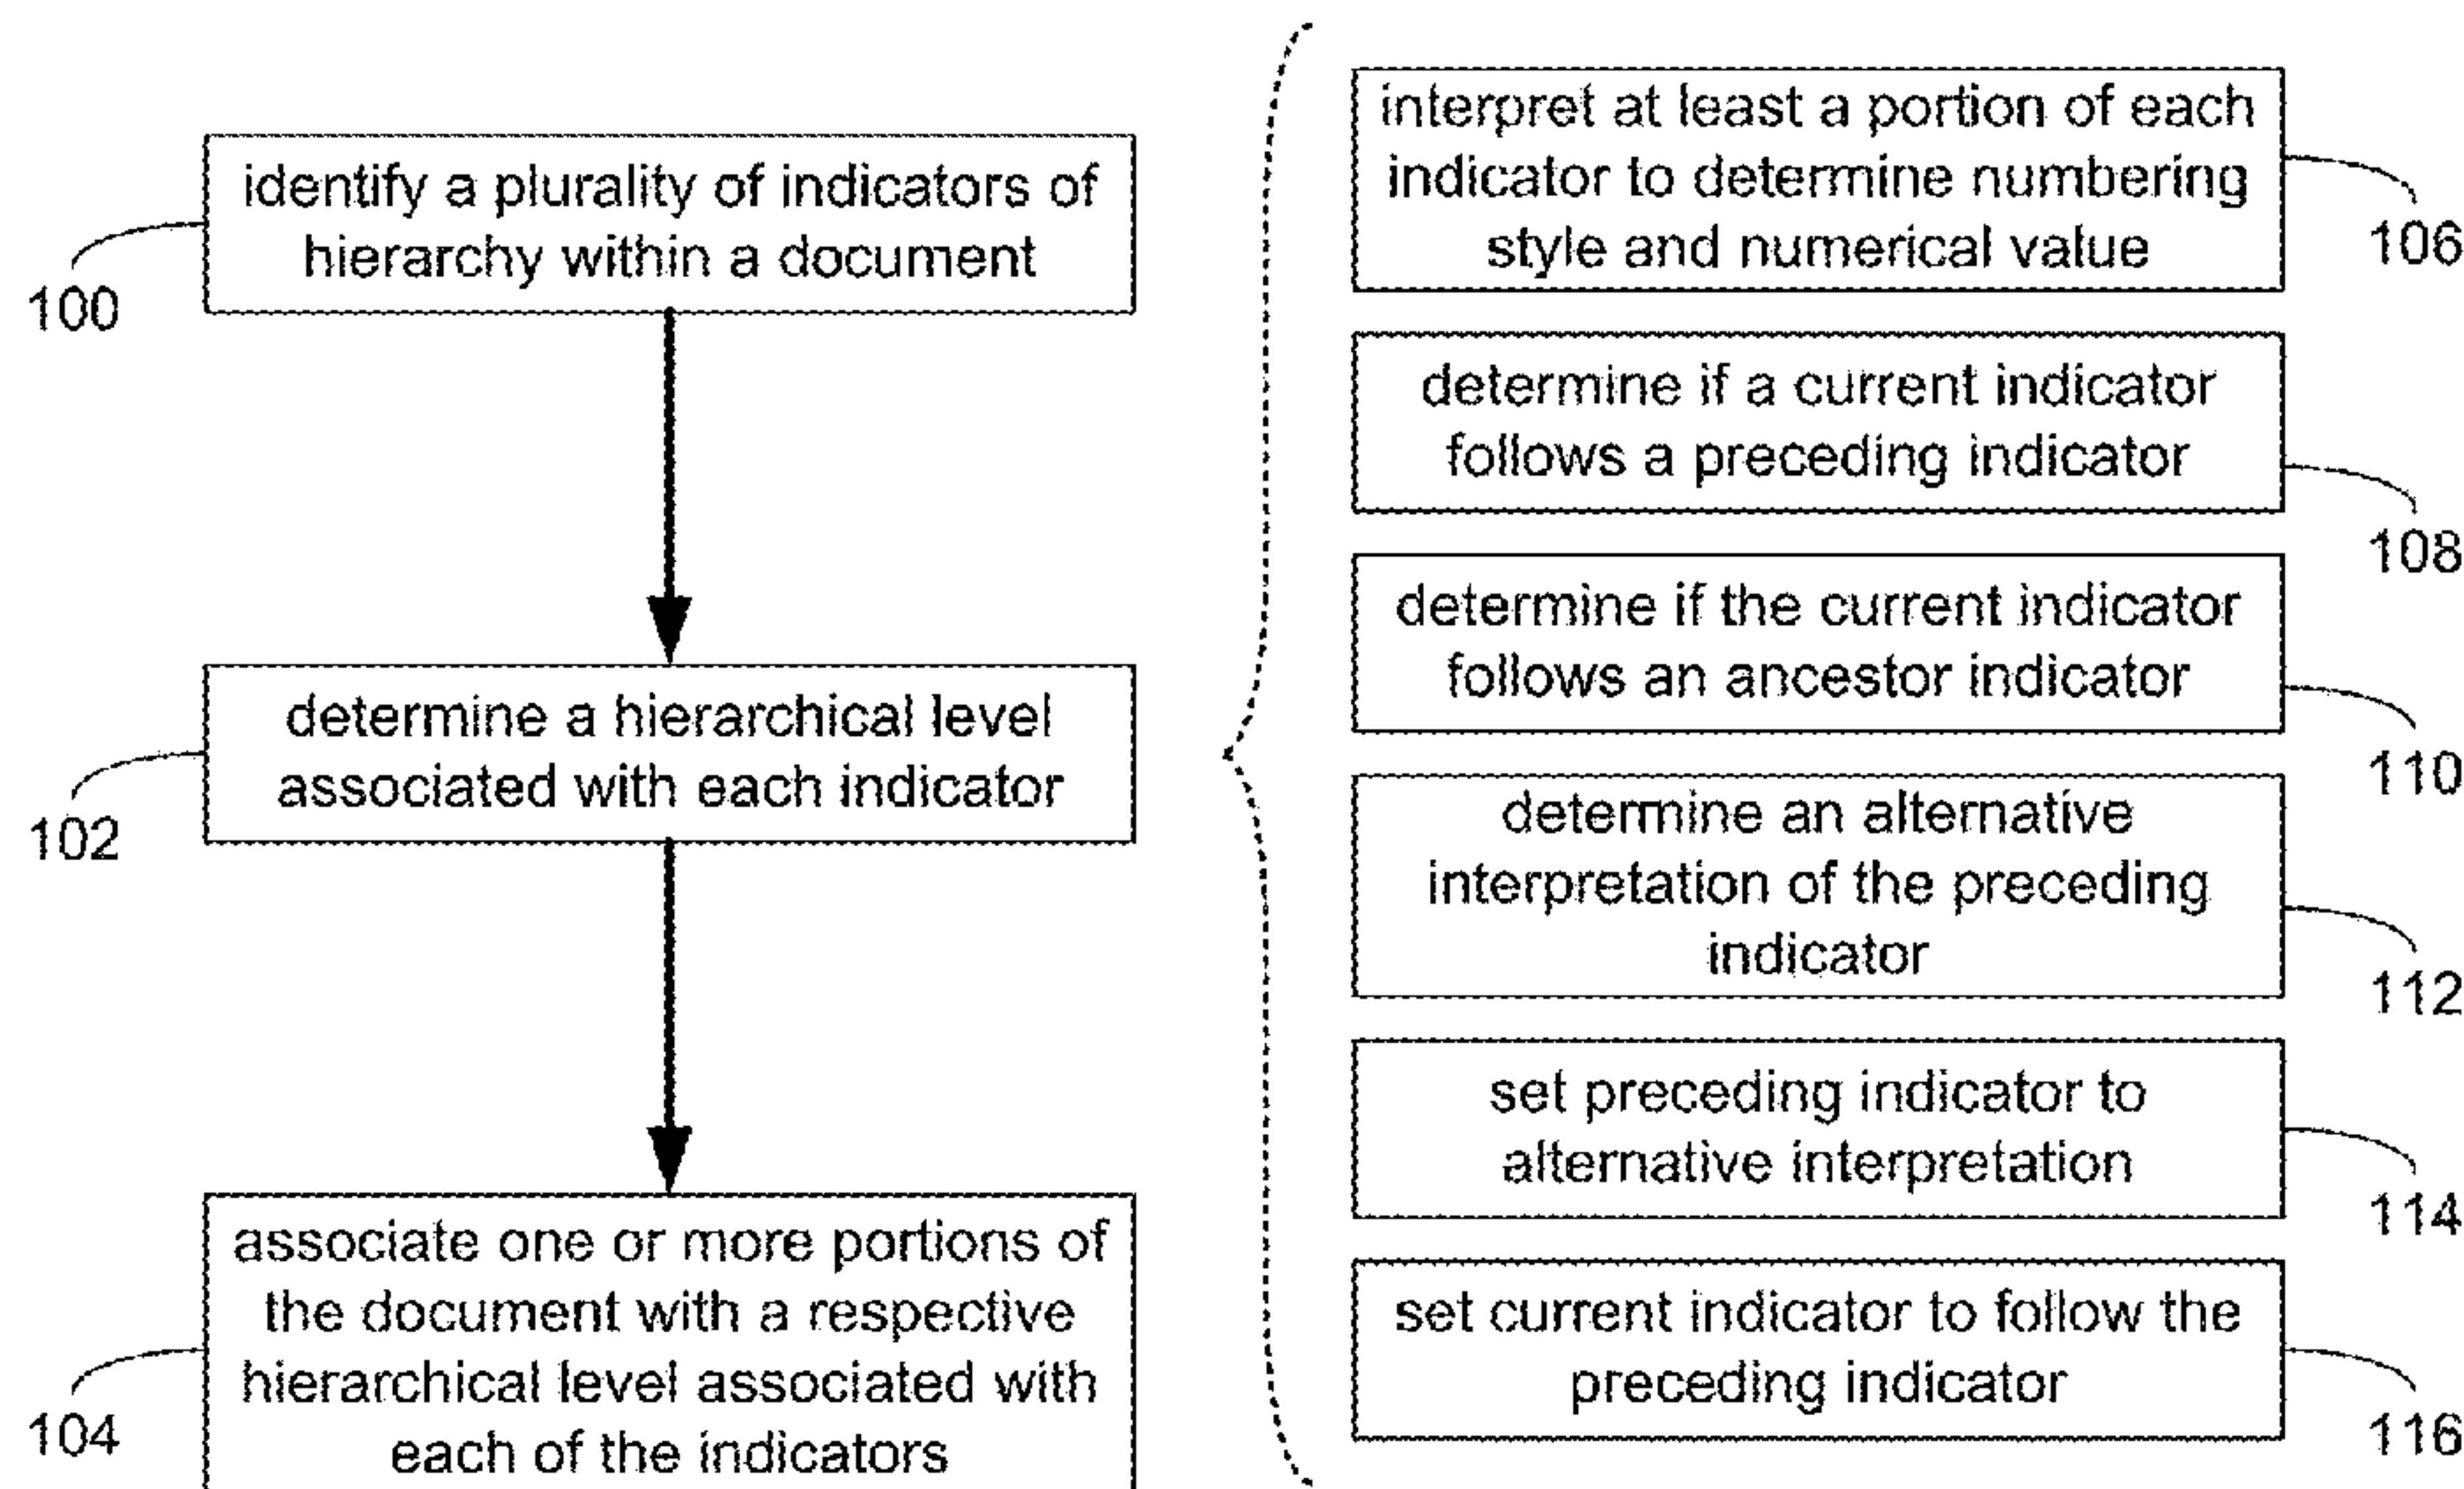 identify a plurality of indicators of
hierarchy within a document
100
determine a hierarchical level
associated with each indicator
102
associate one or more portions of
the document with a respective
hierarchical level associated with
each of the indicators
104
interpret at least a portion of each
indicator to determine numbering
style and numerical value
106
determine if a current indicator
follows a preceding indicator
108
determine if the current indicator
follows an ancestor indicator
110
determine an alternative
interpretation of the preceding
indicator
112
set preceding indicator to
alternative interpretation
114
set current indicator to follow the
preceding indicator
116